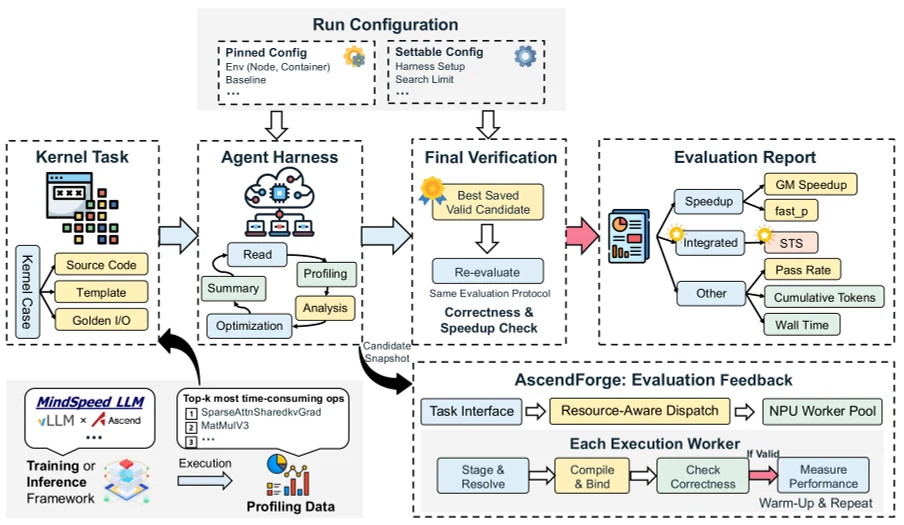 Run Configuration
Pinned Config
Env (Node, Container)
Baseline
...
Settable Config
Harness Setup
Search Limit
...
Kernel Task
Kernel Case
Source Code
Template
Golden I/O
Agent Harness
Read
Profiling
Analysis
Optimization
Summary
Final Verification
Best Saved
Valid Candidate
Re-evaluate
Same Evaluation Protocol
Correctness &
Speedup Check
Evaluation Report
Speedup
GM Speedup
fast_p
Integrated
STS
Other
Pass Rate
Cumulative Tokens
Wall Time
Candidate
Snapshot
MindSpeed LLM
vLLM × Ascend
...
Training or
Inference
Framework
Execution
Top-k most time-consuming ops
1 SparseAttnSharedkvGrad
2 MatMulV3
3 ...
Profiling Data
AscendForge: Evaluation Feedback
Task Interface
Resource-Aware Dispatch
NPU Worker Pool
Each Execution Worker
Stage &
Resolve
Compile
& Bind
Check
Correctness
If Valid
Measure
Performance
Warm-Up & Repeat